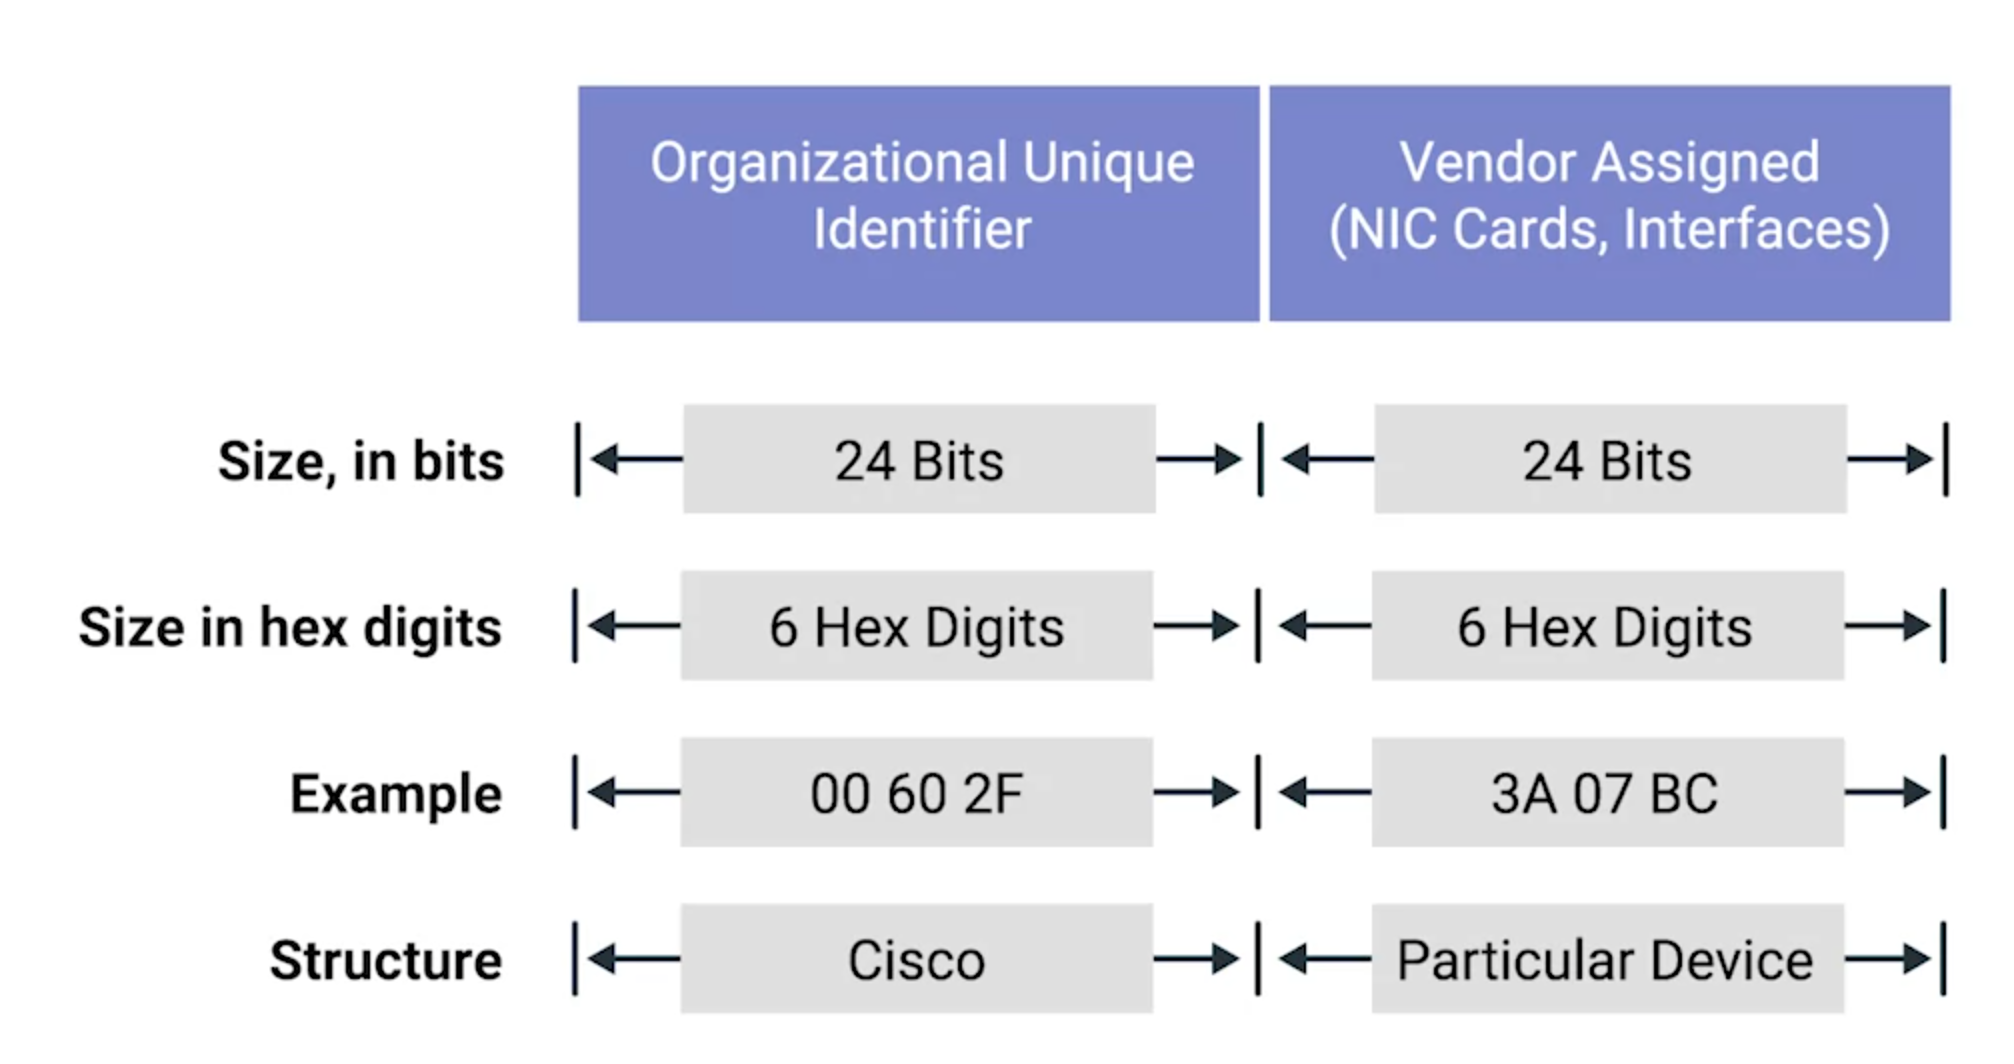 Organizational Unique
Identifier
Vendor Assigned
(NIC Cards, Interfaces)
Size, in bits
24 Bits
24 Bits
Size in hex digits
6 Hex Digits
6 Hex Digits
Example
00 60 2F
3A 07 BC
Structure
Cisco
Particular Device